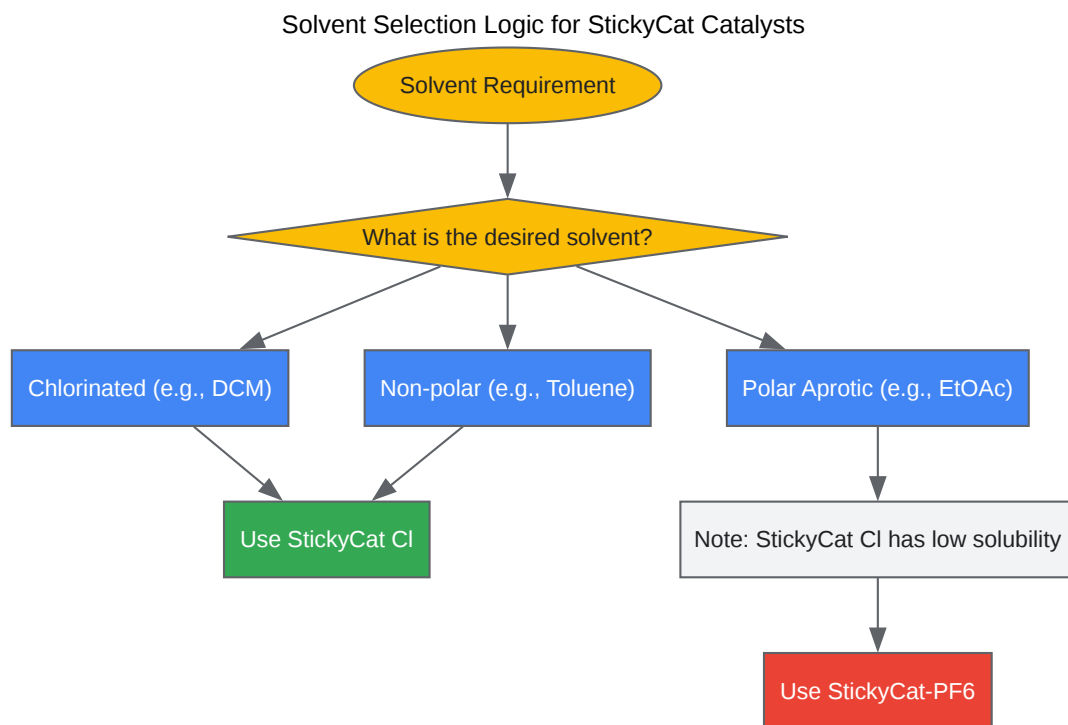 Solvent Selection Logic for StickyCat Catalysts
Solvent Requirement
What is the desired solvent?
Chlorinated (e.g., DCM)
Non-polar (e.g., Toluene)
Polar Aprotic (e.g., EtOAc)
Use StickyCat Cl
Note: StickyCat Cl has low solubility
Use StickyCat-PF6